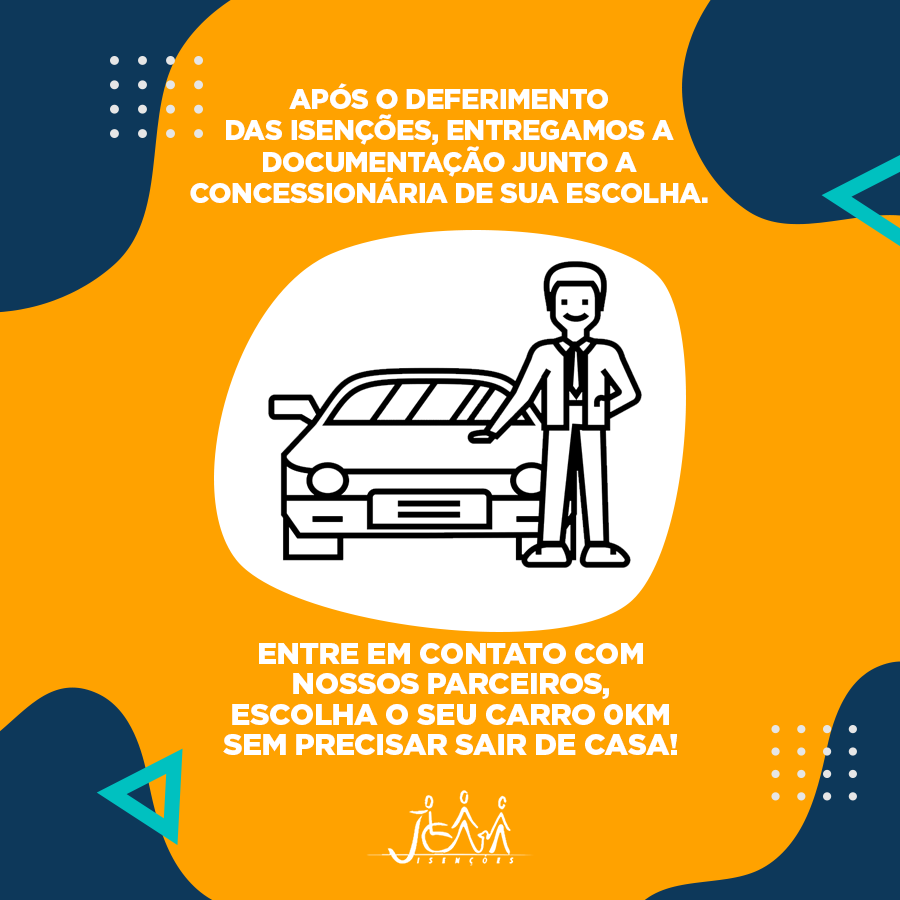 APÓS O DEFERIMENTO
DAS ISENÇÕES, ENTREGAMOS A
DOCUMENTAÇÃO JUNTO A
CONCESSIONÁRIA DE SUA ESCOLHA.
ENTRE EM CONTATO COM
NOSSOS PARCEIROS,
ESCOLHA O SEU CARRO 0KM
SEM PRECISAR SAIR DE CASA!
ISENÇÕES